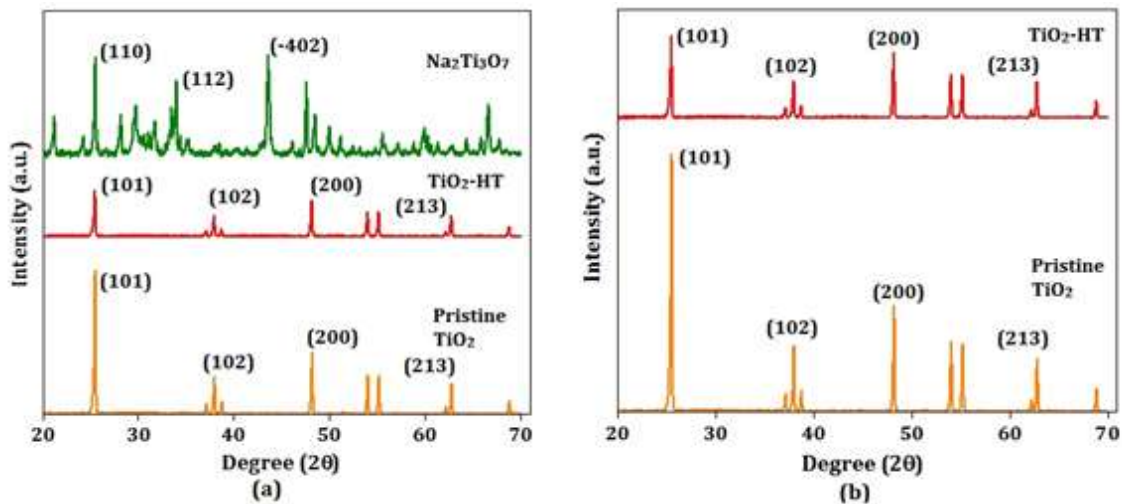 Intensity (a.u.)
(110)
(112)
(-402)
Na₂Ti₃O₇
(101)
(102)
(200)
(213)
TiO₂-HT
(101)
(102)
(200)
(213)
Pristine
TiO₂
20 30 40 50 60 70
Degree (2θ)
(a)
Intensity (a.u.)
(101)
(102)
(200)
(213)
TiO₂-HT
(101)
(102)
(200)
(213)
Pristine
TiO₂
20 30 40 50 60 70
Degree (2θ)
(b)